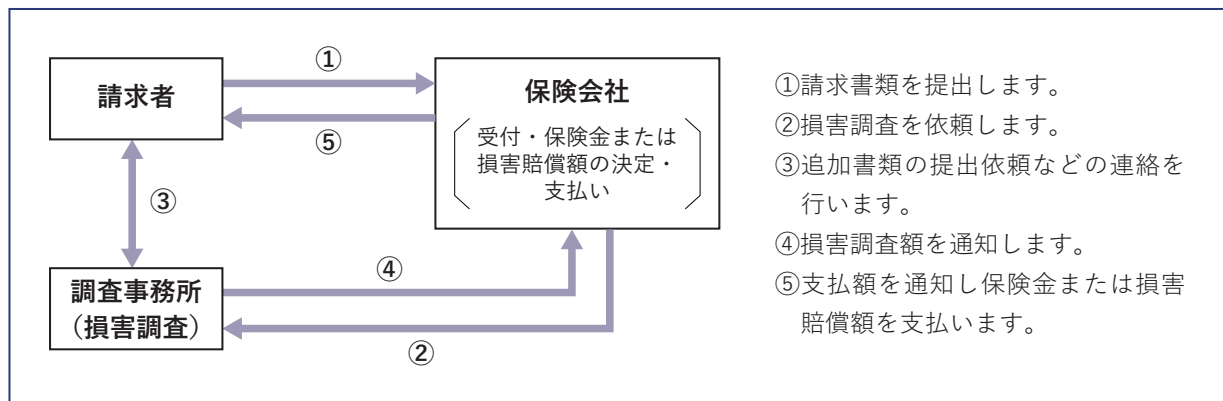 ①
請求者
保険会社
受付・保険金または
損害賠償額の決定・
支払い
⑤
③
④
調査事務所
（損害調査）
②
①請求書類を提出します。
②損害調査を依頼します。
③追加書類の提出依頼などの連絡を
行います。
④損害調査額を通知します。
⑤支払額を通知し保険金または損害
賠償額を支払います。